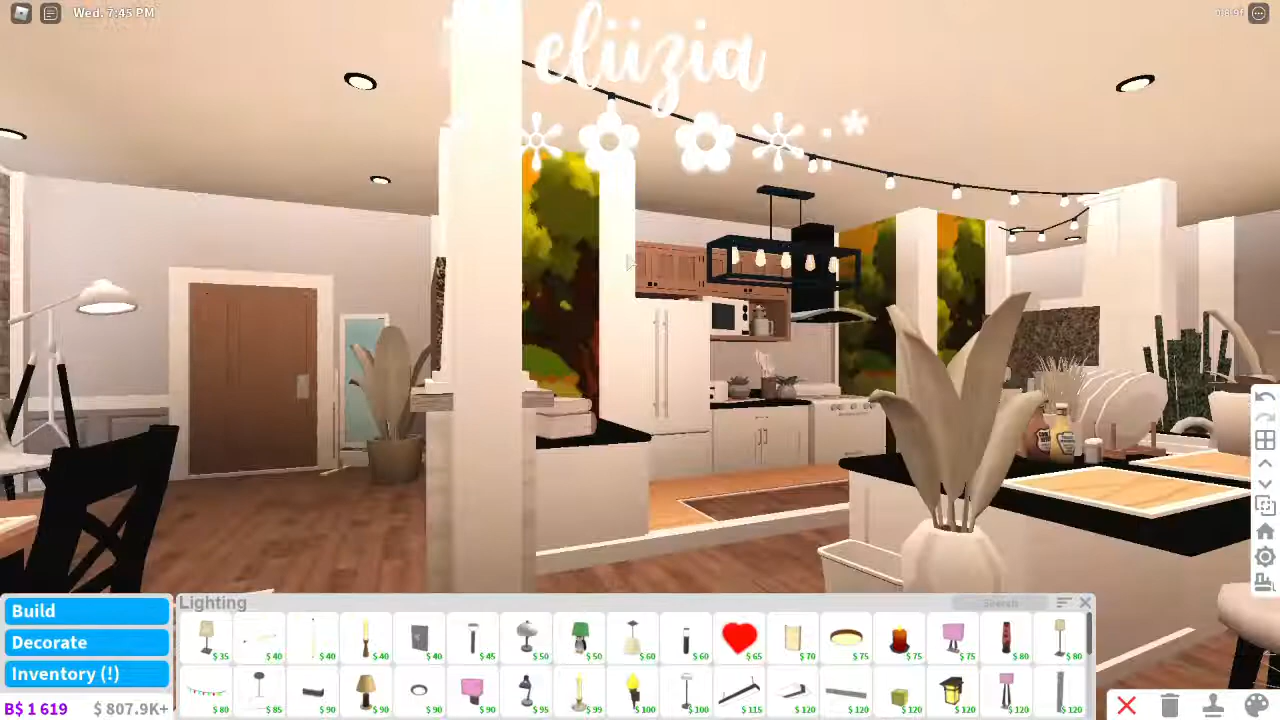 Wed. 7:45 PM
eliizia
Build
Decorate
Inventory (!)
B$ 1 619 $ 807.9K+
Lighting
Search
$35 $40 $40 $40 $40 $45 $50 $50 $60 $60 $65 $70 $75 $75 $75 $80 $80
$80 $85 $90 $90 $90 $90 $95 $99 $100 $100 $115 $120 $120 $120 $120 $120 $120